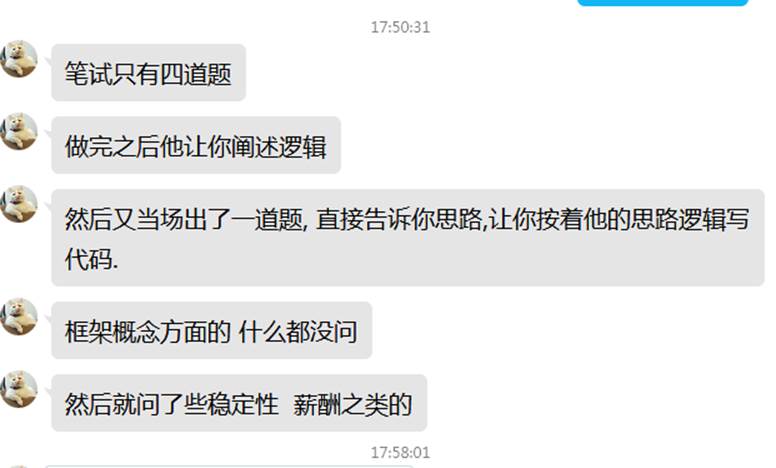 17:50:31
笔试只有四道题
做完之后他让你阐述逻辑
然后又当场出了一道题, 直接告诉你思路,让你按着他的思路逻辑写
代码.
框架概念方面的 什么都没问
然后就问了些稳定性  薪酬之类的
17:58:01